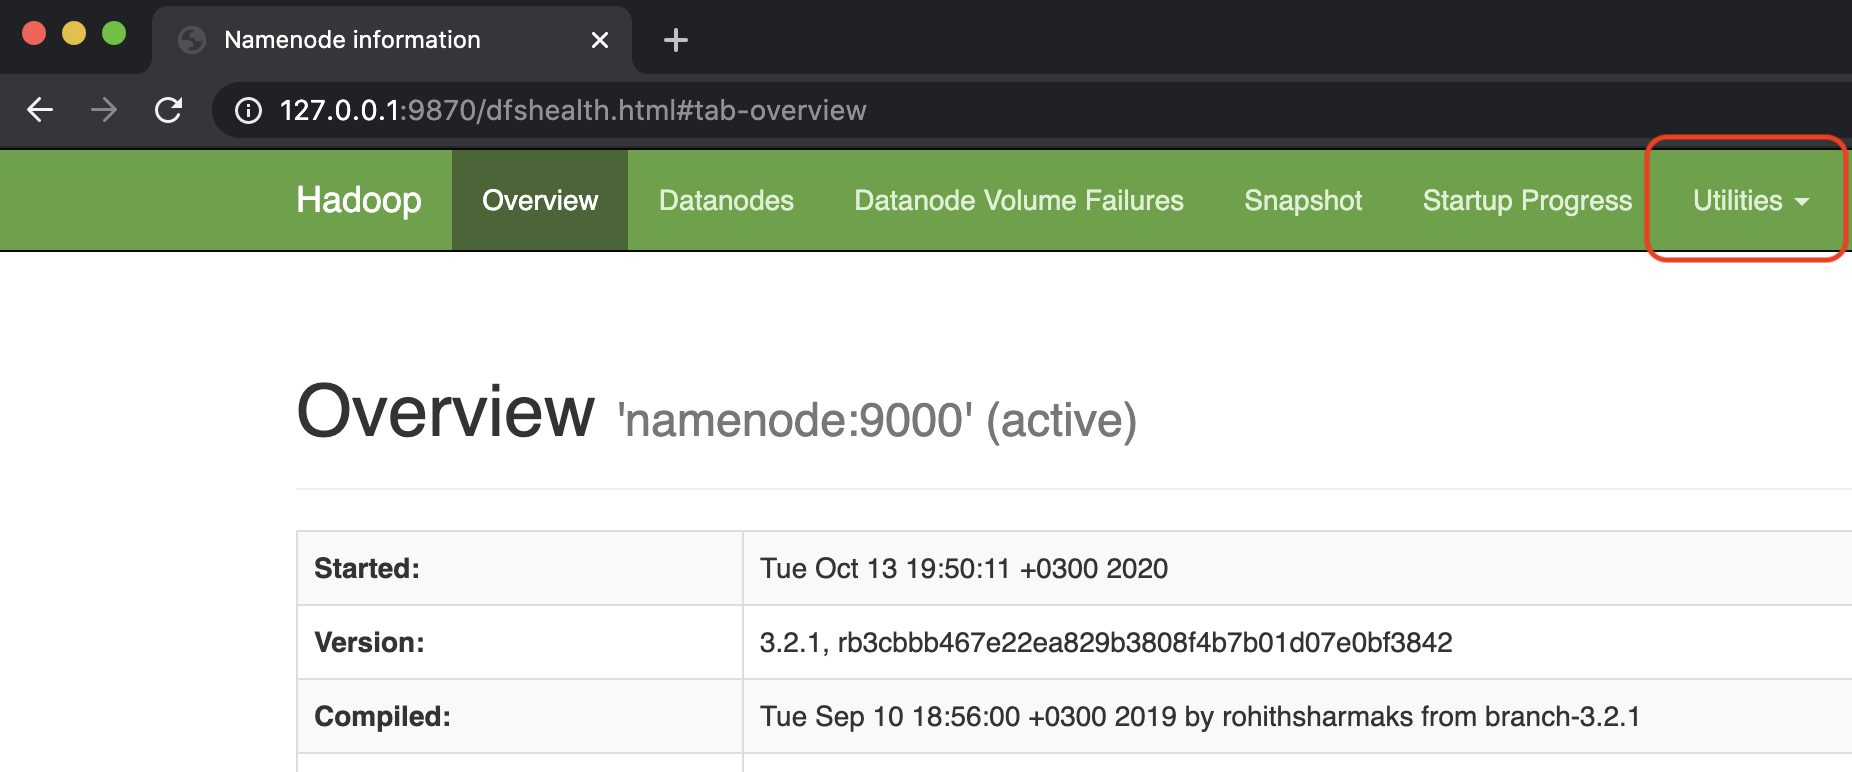 Namenode information
127.0.0.1:9870/dfshealth.html#tab-overview
Hadoop Overview Datanodes Datanode Volume Failures Snapshot Startup Progress Utilities
Overview 'namenode:9000' (active)
Started: Tue Oct 13 19:50:11 +0300 2020
Version: 3.2.1, rb3cbbb467e22ea829b3808f4b7b01d07e0bf3842
Compiled: Tue Sep 10 18:56:00 +0300 2019 by rohithsharmaks from branch-3.2.1